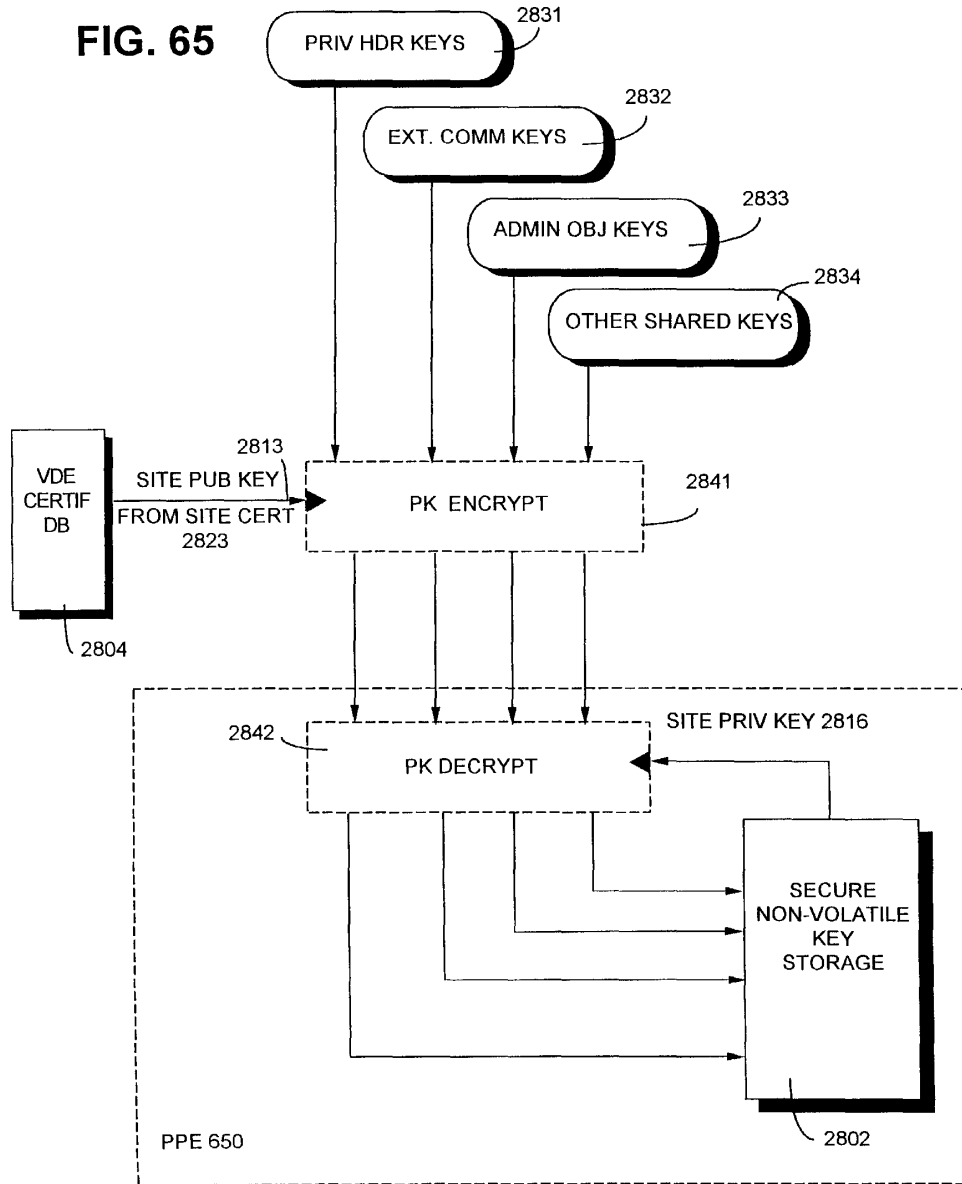 FIG. 65
PRIV HDR KEYS
2831
EXT. COMM KEYS
2832
ADMIN OBJ KEYS
2833
OTHER SHARED KEYS
2834
VDE
CERTIF
DB
2804
SITE PUB KEY
2813
FROM SITE CERT
2823
PK ENCRYPT
2841
PK DECRYPT
2842
SITE PRIV KEY 2816
SECURE
NON-VOLATILE
KEY
STORAGE
2802
PPE 650